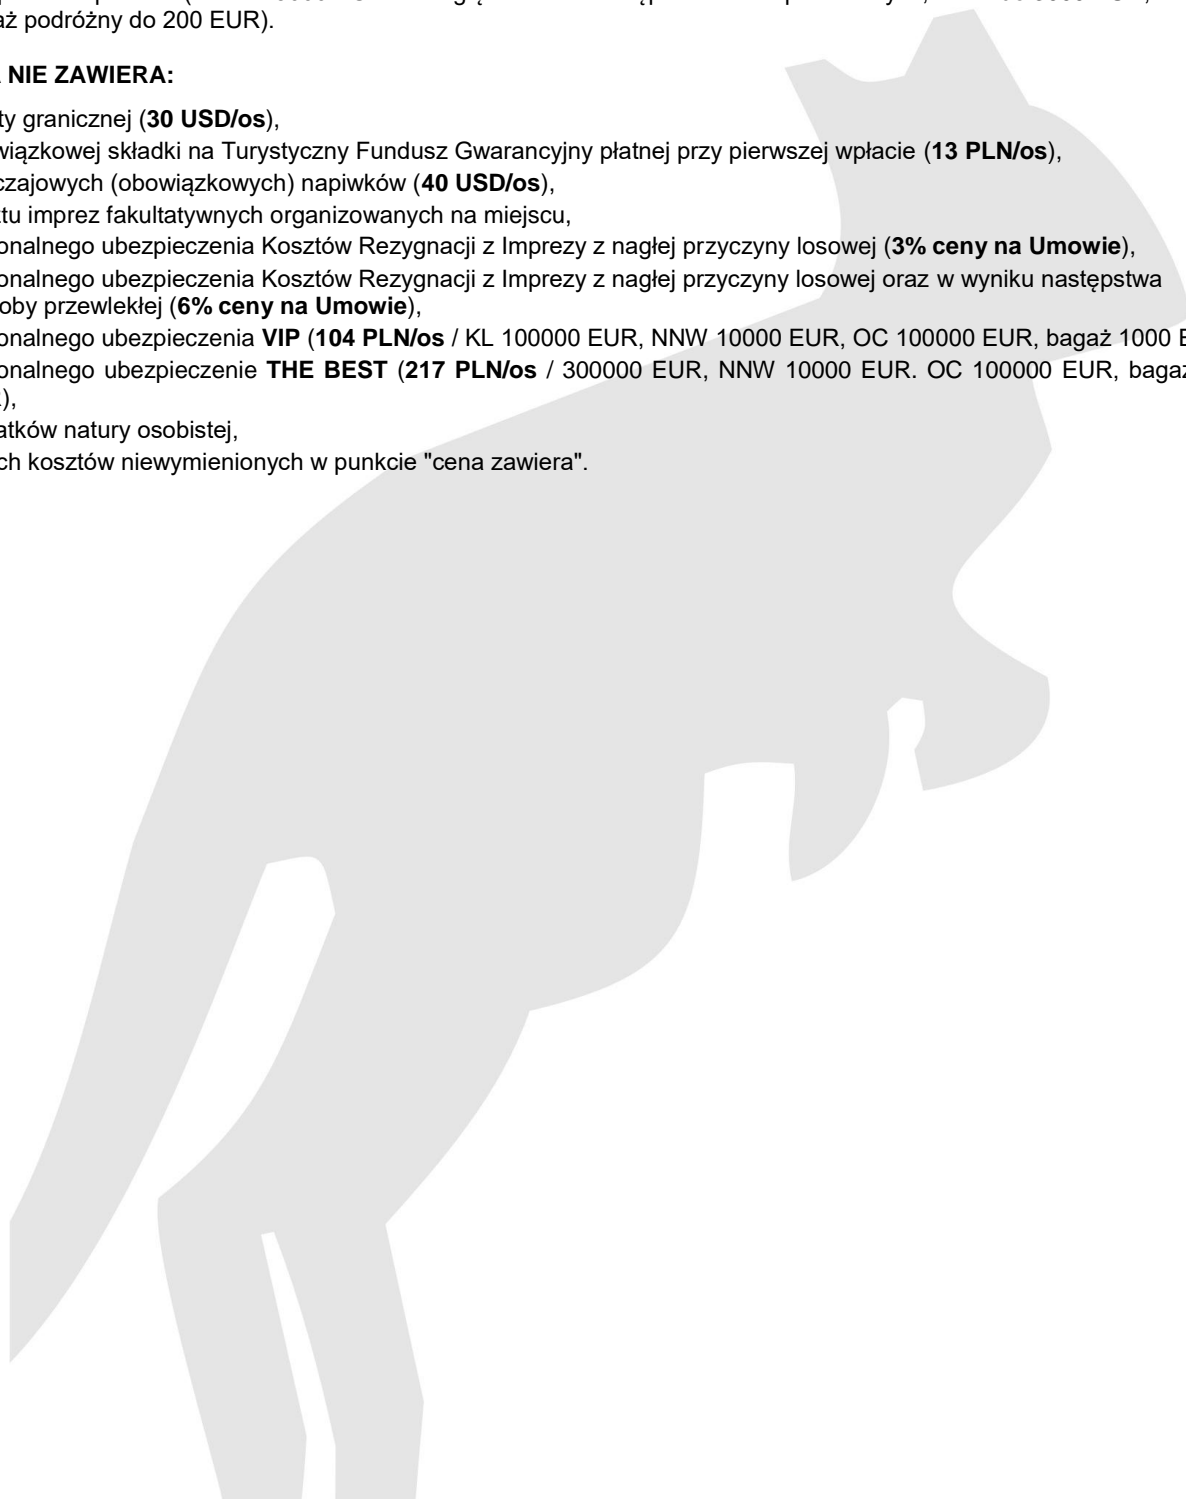 aż podróżny do 200 EUR).
NIE ZAWIERA:
ty granicznej (30 USD/os),
wiązkowej składki na Turystyczny Fundusz Gwarancyjny płatnej przy pierwszej wpłacie (13 PLN/os),
czajowych (obowiązkowych) napiwków (40 USD/os),
tu imprez fakultatywnych organizowanych na miejscu,
onalnego ubezpieczenia Kosztów Rezygnacji z Imprezy z nagłej przyczyny losowej (3% ceny na Umowie),
onalnego ubezpieczenia Kosztów Rezygnacji z Imprezy z nagłej przyczyny losowej oraz w wyniku następstwa
oby przewlekłej (6% ceny na Umowie),
onalnego ubezpieczenia VIP (104 PLN/os / KL 100000 EUR, NNW 10000 EUR, OC 100000 EUR, bagaż 1000 E
onalnego ubezpieczenie THE BEST (217 PLN/os / 300000 EUR, NNW 10000 EUR. OC 100000 EUR, bagaż
),
atków natury osobistej,
ch kosztów niewymienionych w punkcie "cena zawiera".